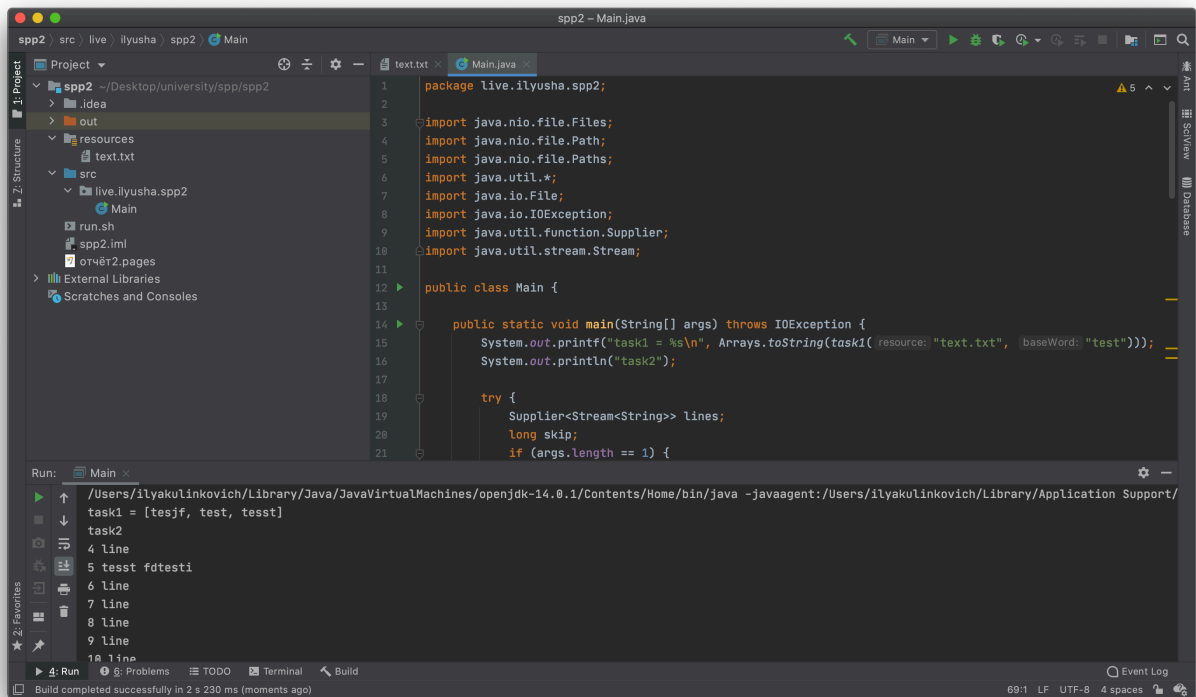 spp2 – Main.java
spp2 > src > live > ilyusha > spp2 > Main
Main
1: Project
Project
text.txt
Main.java
spp2 ~/Desktop/university/spp/spp2
.idea
out
resources
text.txt
src
live.ilyusha.spp2
Main
run.sh
spp2.iml
отчёт2.pages
External Libraries
Scratches and Consoles
Z: Structure
2: Favorites
1 package live.ilyusha.spp2;
2
3 import java.nio.file.Files;
4 import java.nio.file.Path;
5 import java.nio.file.Paths;
6 import java.util.*;
7 import java.io.File;
8 import java.io.IOException;
9 import java.util.function.Supplier;
10 import java.util.stream.Stream;
11
12 public class Main {
13
14 public static void main(String[] args) throws IOException {
15 System.out.printf("task1 = %s\n", Arrays.toString(task1( resource: "text.txt", baseWord: "test")));
16 System.out.println("task2");
17
18 try {
19 Supplier<Stream<String>> lines;
20 long skip;
21 if (args.length == 1) {
5
Ant
SciView
Database
Run: Main
/Users/ilyakulinkovich/Library/Java/JavaVirtualMachines/openjdk-14.0.1/Contents/Home/bin/java -javaagent:/Users/ilyakulinkovich/Library/Application Support/
task1 = [tesjf, test, tesst]
task2
4 line
5 tesst fdtesti
6 line
7 line
8 line
9 line
10 line
4: Run
6: Problems
TODO
Terminal
Build
Event Log
Build completed successfully in 2 s 230 ms (moments ago)
69:1 LF UTF-8 4 spaces